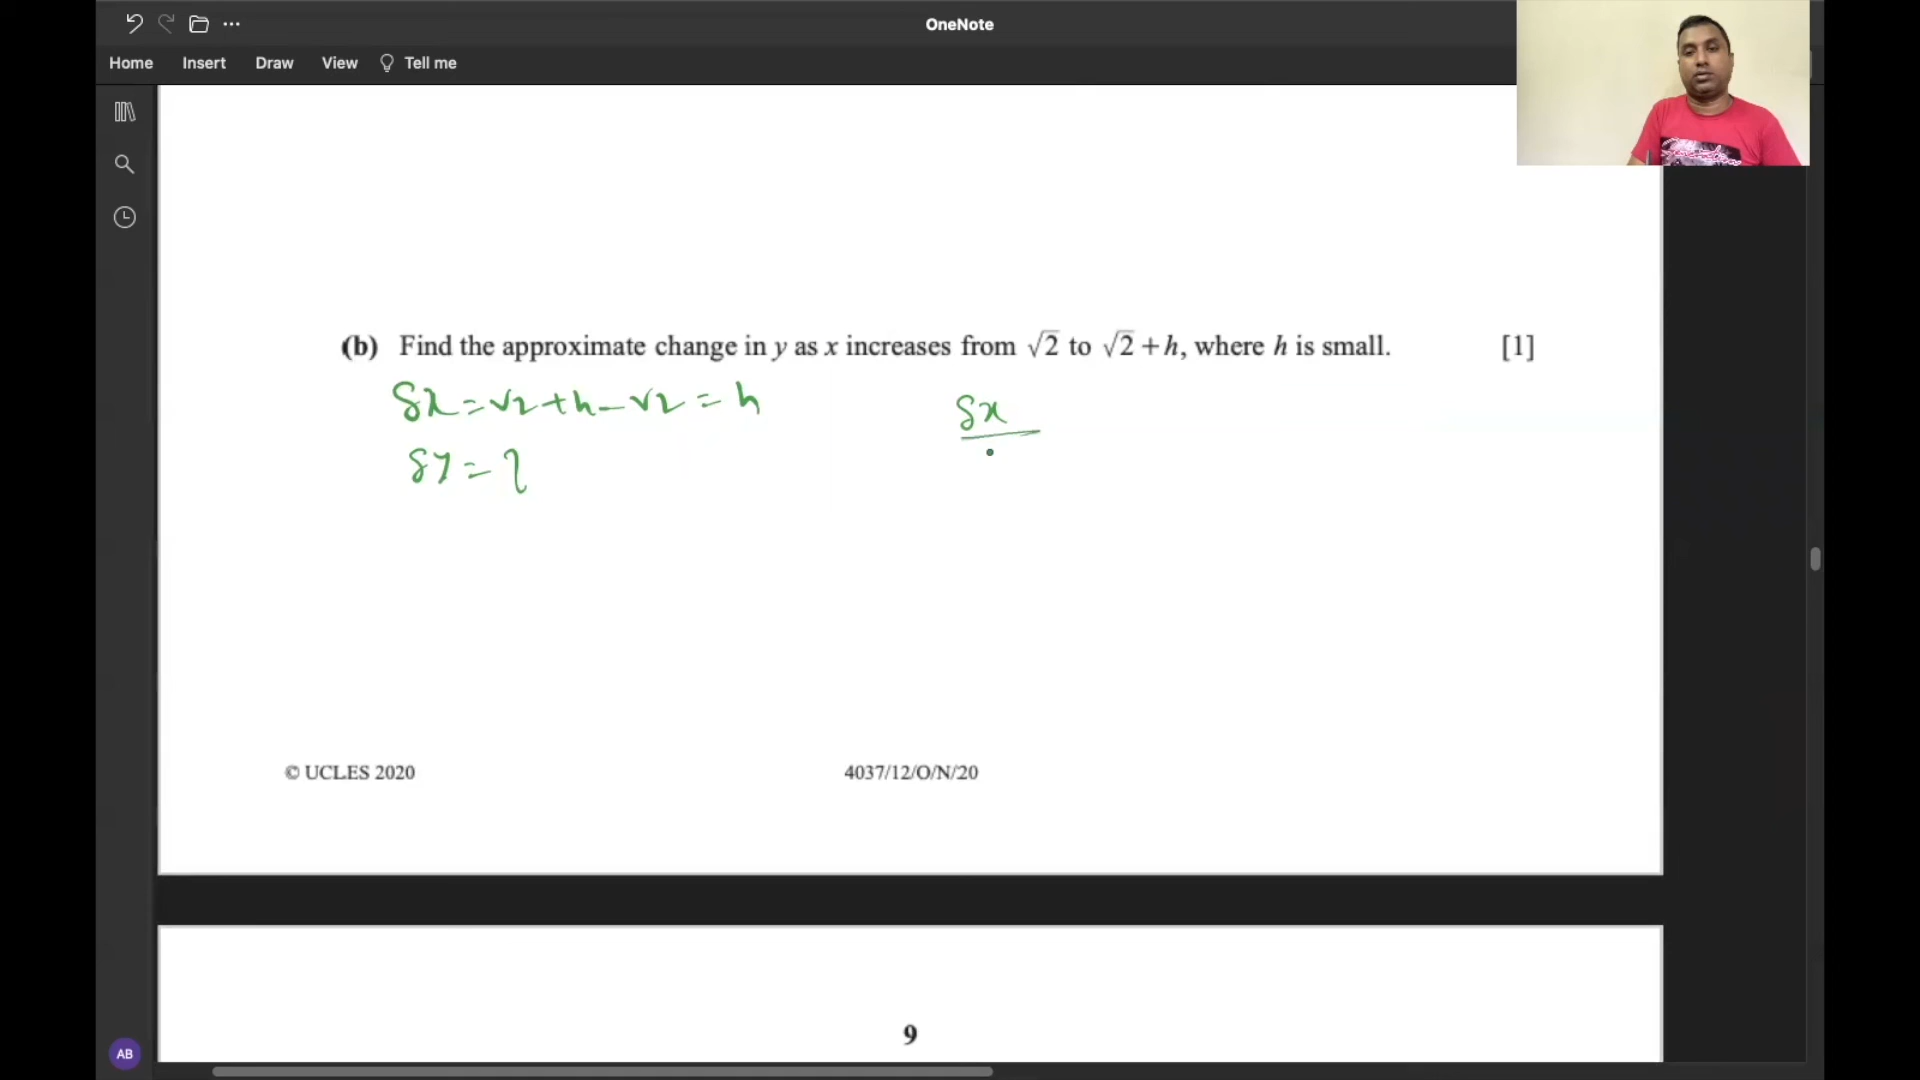 OneNote
Home Insert Draw View Tell me
(b) Find the approximate change in y as x increases from √2 to √2 + h, where h is small. [1]
δx = √2 + h - √2 = h
δx
δy = ?
© UCLES 2020
4037/12/O/N/20
9
AB